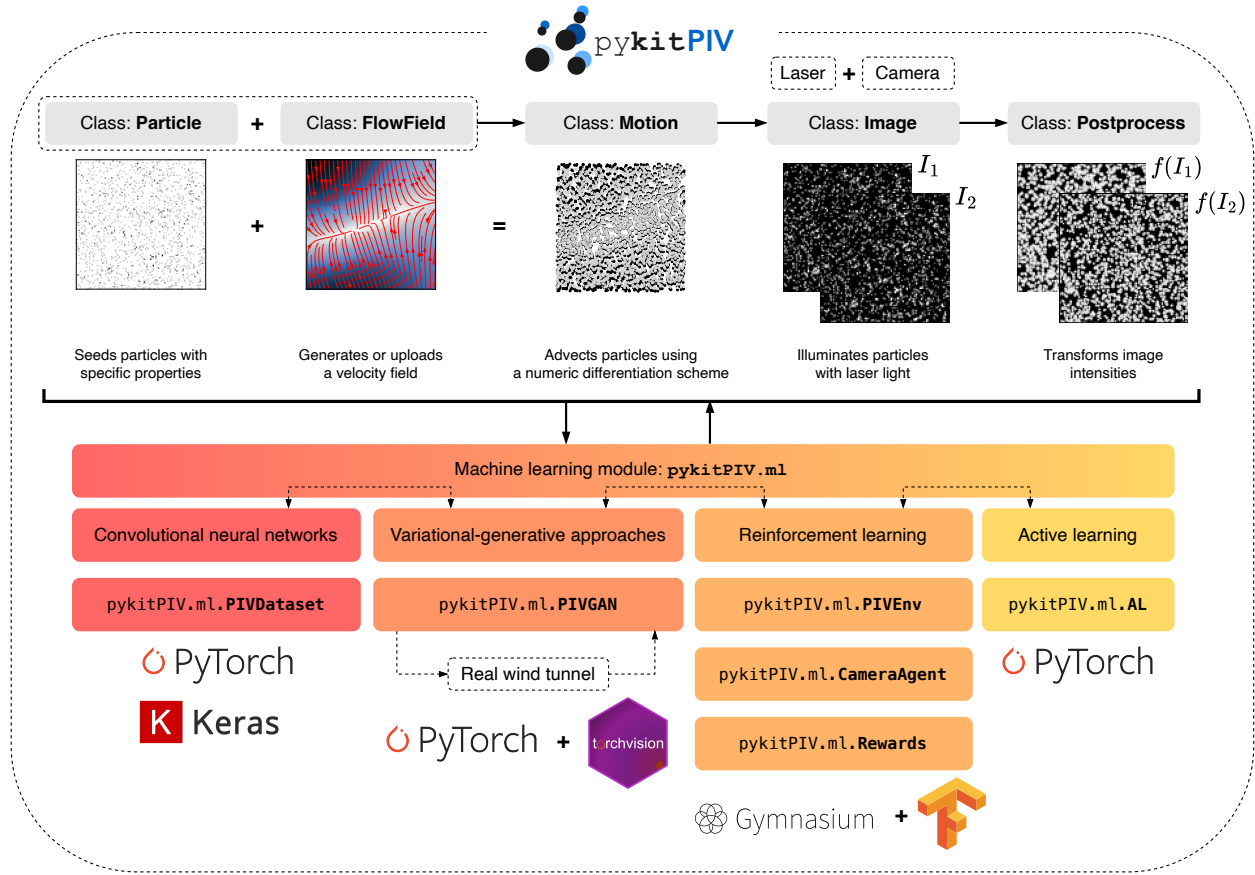 pykitPIV
Laser + Camera
Class: Particle + Class: FlowField
Class: Motion
Class: Image
Class: Postprocess
+
=
I1
I2
f(I1)
f(I2)
Seeds particles with
specific properties
Generates or uploads
a velocity field
Advects particles using
a numeric differentiation scheme
Illuminates particles
with laser light
Transforms image
intensities
Machine learning module: pykitPIV.ml
Convolutional neural networks
Variational-generative approaches
Reinforcement learning
Active learning
pykitPIV.ml.PIVDataset
pykitPIV.ml.PIVGAN
pykitPIV.ml.PIVEnv
pykitPIV.ml.AL
PyTorch
K Keras
Real wind tunnel
PyTorch + torchvision
pykitPIV.ml.CameraAgent
pykitPIV.ml.Rewards
Gymnasium +
PyTorch